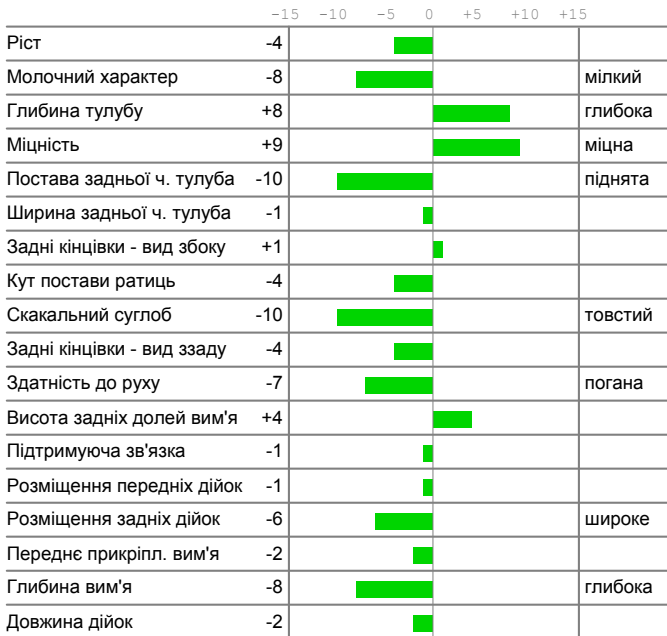 -15 -10 -5 0 +5 +10 +15
Ріст -4
Молочний характер -8 мілкий
Глибина тулубу +8 глибока
Міцність +9 міцна
Постава задньої ч. тулуба -10 піднята
Ширина задньої ч. тулуба -1
Задні кінцівки - вид збоку +1
Кут постави ратиць -4
Скакальний суглоб -10 товстий
Задні кінцівки - вид ззаду -4
Здатність до руху -7 погана
Висота задніх долей вим'я +4
Підтримуюча зв'язка -1
Розміщення передніх дійок -1
Розміщення задніх дійок -6 широке
Переднє прикріпл. вим'я -2
Глибина вим'я -8 глибока
Довжина дійок -2